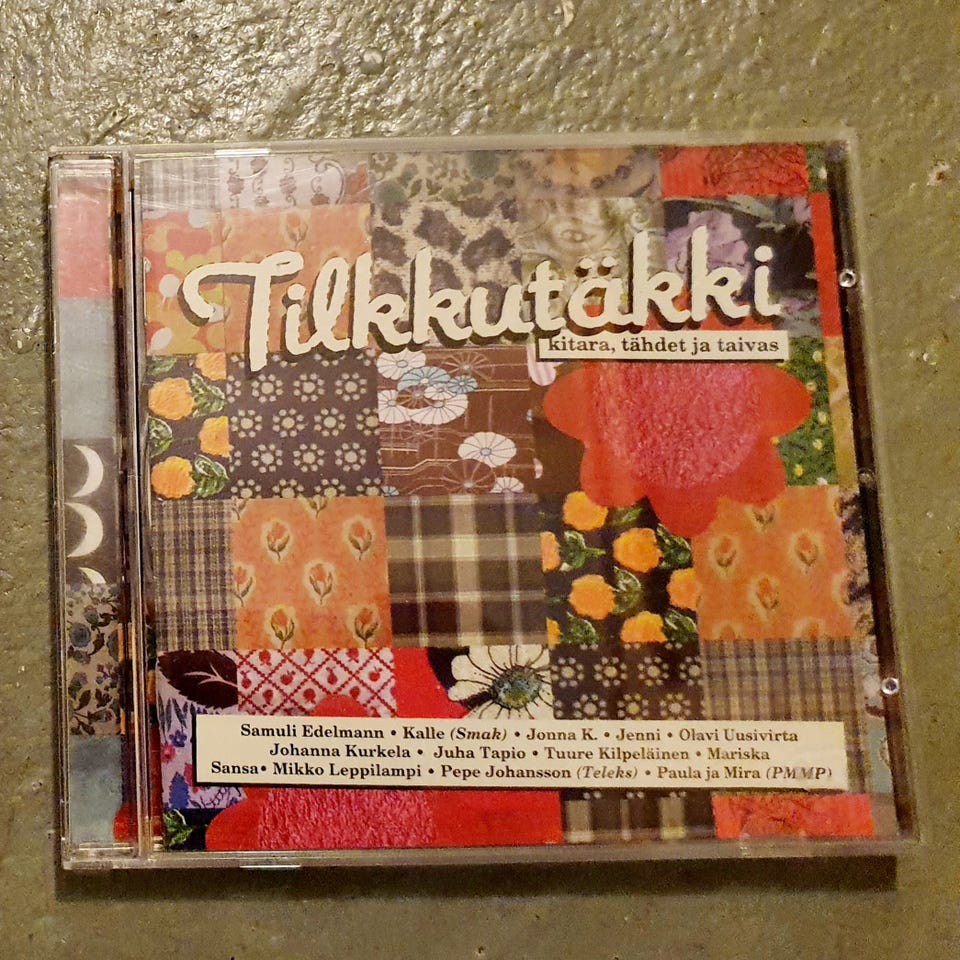 Tilkkutäkki
kitara, tähdet ja taivas
Samuli Edelmann • Kalle (Smak) • Jonna K. • Jenni • Olavi Uusivirta
Johanna Kurkela • Juha Tapio • Tuure Kilpeläinen • Mariska
Sansa • Mikko Leppilampi • Pepe Johansson (Teleks) • Paula ja Mira (PMMP)